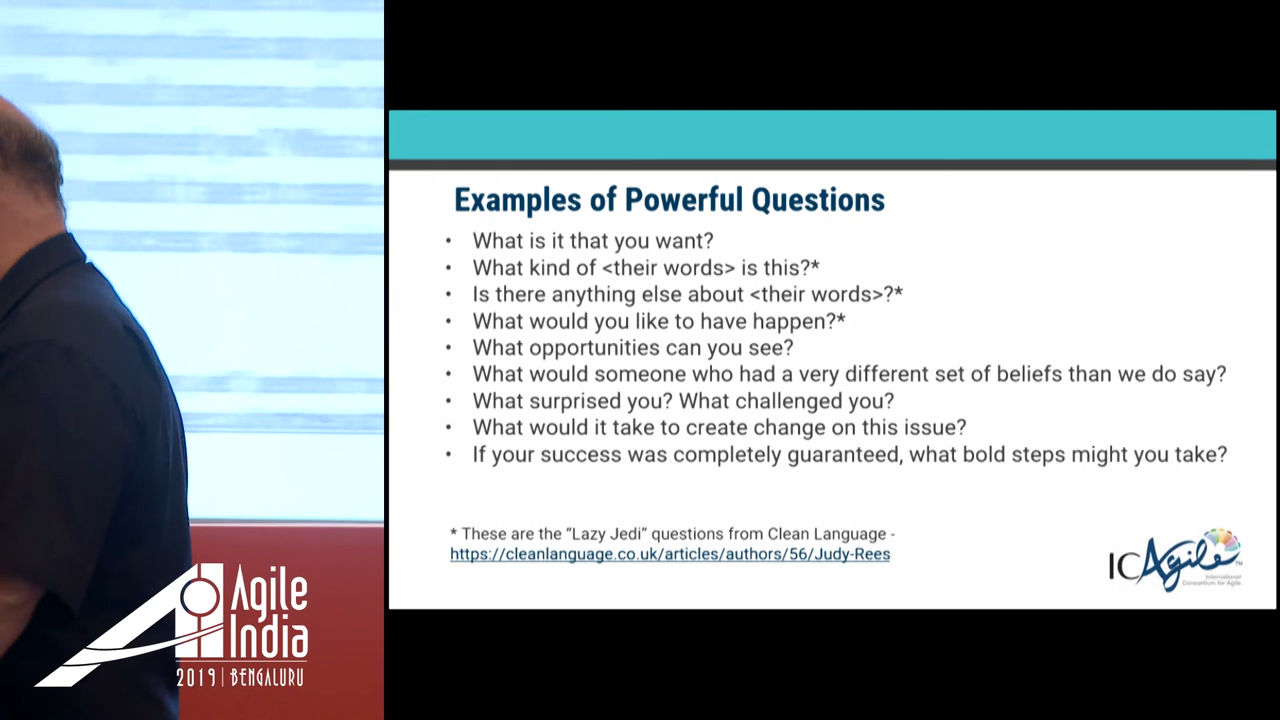 Examples of Powerful Questions
• What is it that you want?
• What kind of <their words> is this?*
• Is there anything else about <their words>?*
• What would you like to have happen?*
• What opportunities can you see?
• What would someone who had a very different set of beliefs than we do say?
• What surprised you? What challenged you?
• What would it take to create change on this issue?
• If your success was completely guaranteed, what bold steps might you take?
* These are the “Lazy Jedi” questions from Clean Language -
https://cleanlanguage.co.uk/articles/authors/56/Judy-Rees
ICAgile™
International
Consortium for Agile
Agile
India
2019 | BENGALURU